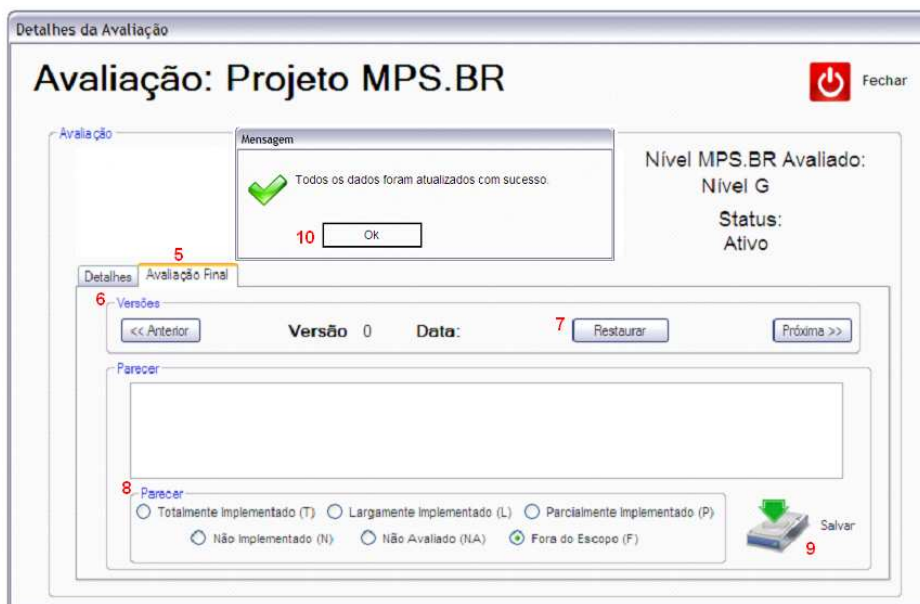 Detalhes da Avaliação
Avaliação: Projeto MPS.BR
Fechar
Avaliação
Mensagem
Todos os dados foram atualizados com sucesso.
10 Ok
Nível MPS.BR Avaliado:
Nível G
Status:
Ativo
5
Detalhes Avaliação Final
6 Versões
<< Anterior Versão 0 Data: 7 Restaurar Próxima >>
Parecer
8 Parecer
Totalmente Implementado (T) Largamente Implementado (L) Parcialmente Implementado (P)
Não Implementado (N) Não Avaliado (NA) Fora do Escopo (F)
Salvar
9